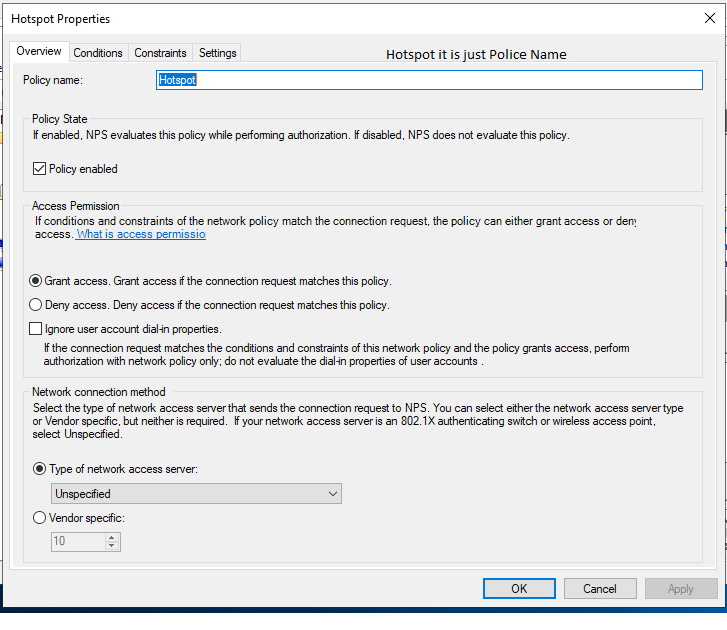 Hotspot Properties
Overview Conditions Constraints Settings Hotspot it is just Police Name
Policy name: Hotspot
Policy State
If enabled, NPS evaluates this policy while performing authorization. If disabled, NPS does not evaluate this policy.
Policy enabled
Access Permission
If conditions and constraints of the network policy match the connection request, the policy can either grant access or deny
access. What is access permissio
Grant access. Grant access if the connection request matches this policy.
Deny access. Deny access if the connection request matches this policy.
Ignore user account dial-in properties.
If the connection request matches the conditions and constraints of this network policy and the policy grants access, perform
authorization with network policy only; do not evaluate the dial-in properties of user accounts .
Network connection method
Select the type of network access server that sends the connection request to NPS. You can select either the network access server type
or Vendor specific, but neither is required. If your network access server is an 802.1X authenticating switch or wireless access point,
select Unspecified.
Type of network access server:
Unspecified
Vendor specific:
10
OK Cancel Apply